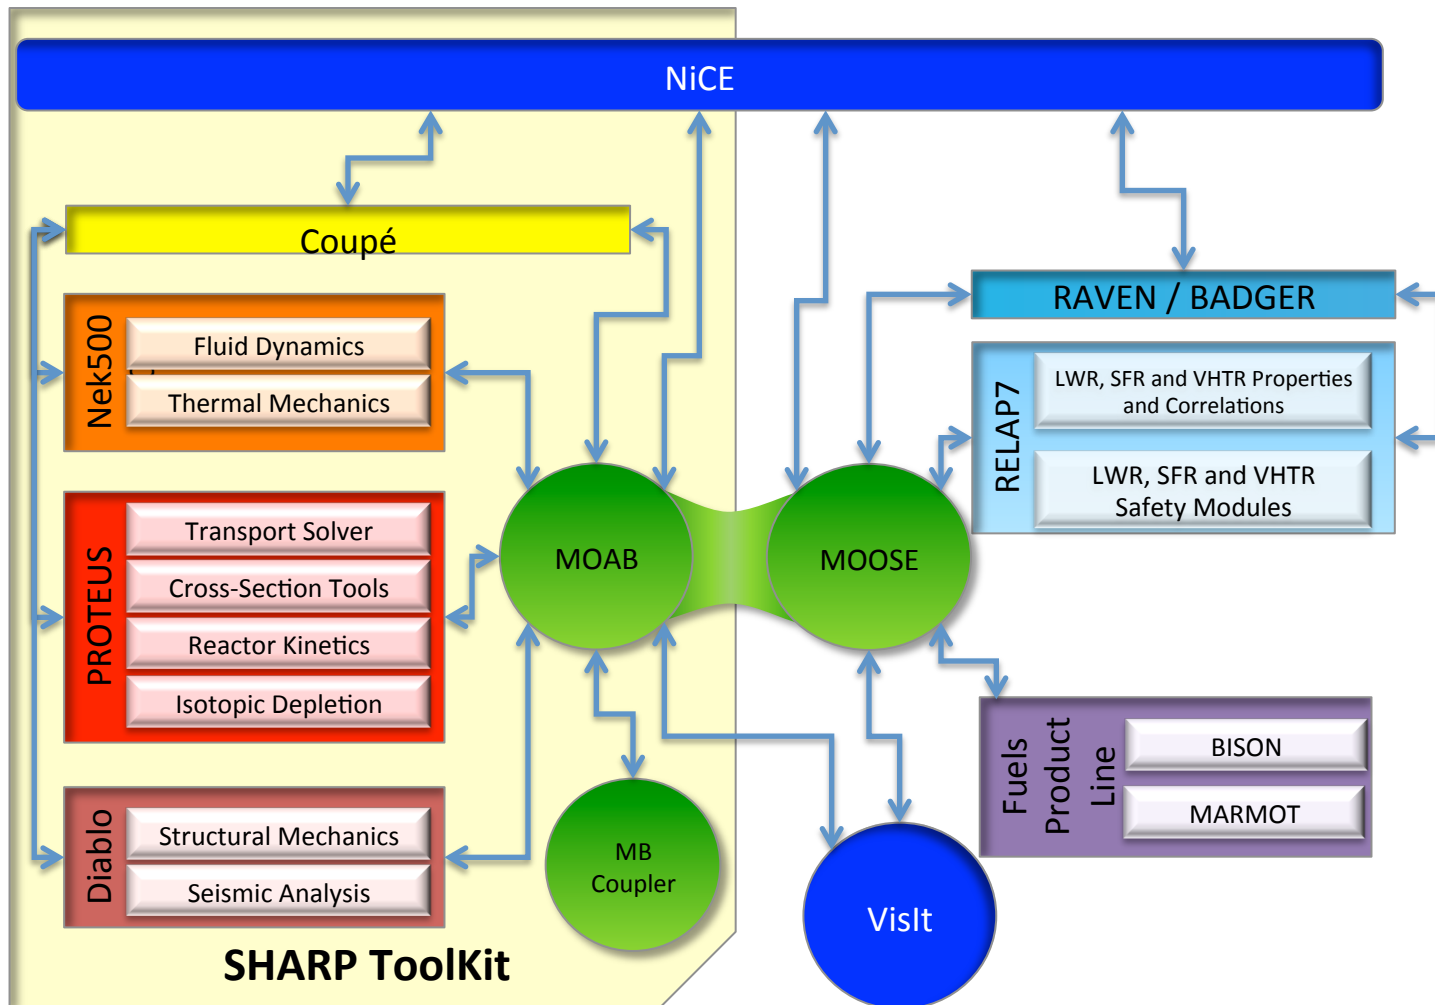 NiCE
Coupé
Nek500
Fluid Dynamics
Thermal Mechanics
PROTEUS
Transport Solver
Cross-Section Tools
Reactor Kinetics
Isotopic Depletion
Diablo
Structural Mechanics
Seismic Analysis
SHARP ToolKit
MOAB
MB
Coupler
MOOSE
VisIt
RAVEN / BADGER
RELAP7
LWR, SFR and VHTR Properties
and Correlations
LWR, SFR and VHTR
Safety Modules
Fuels
Product
Line
BISON
MARMOT